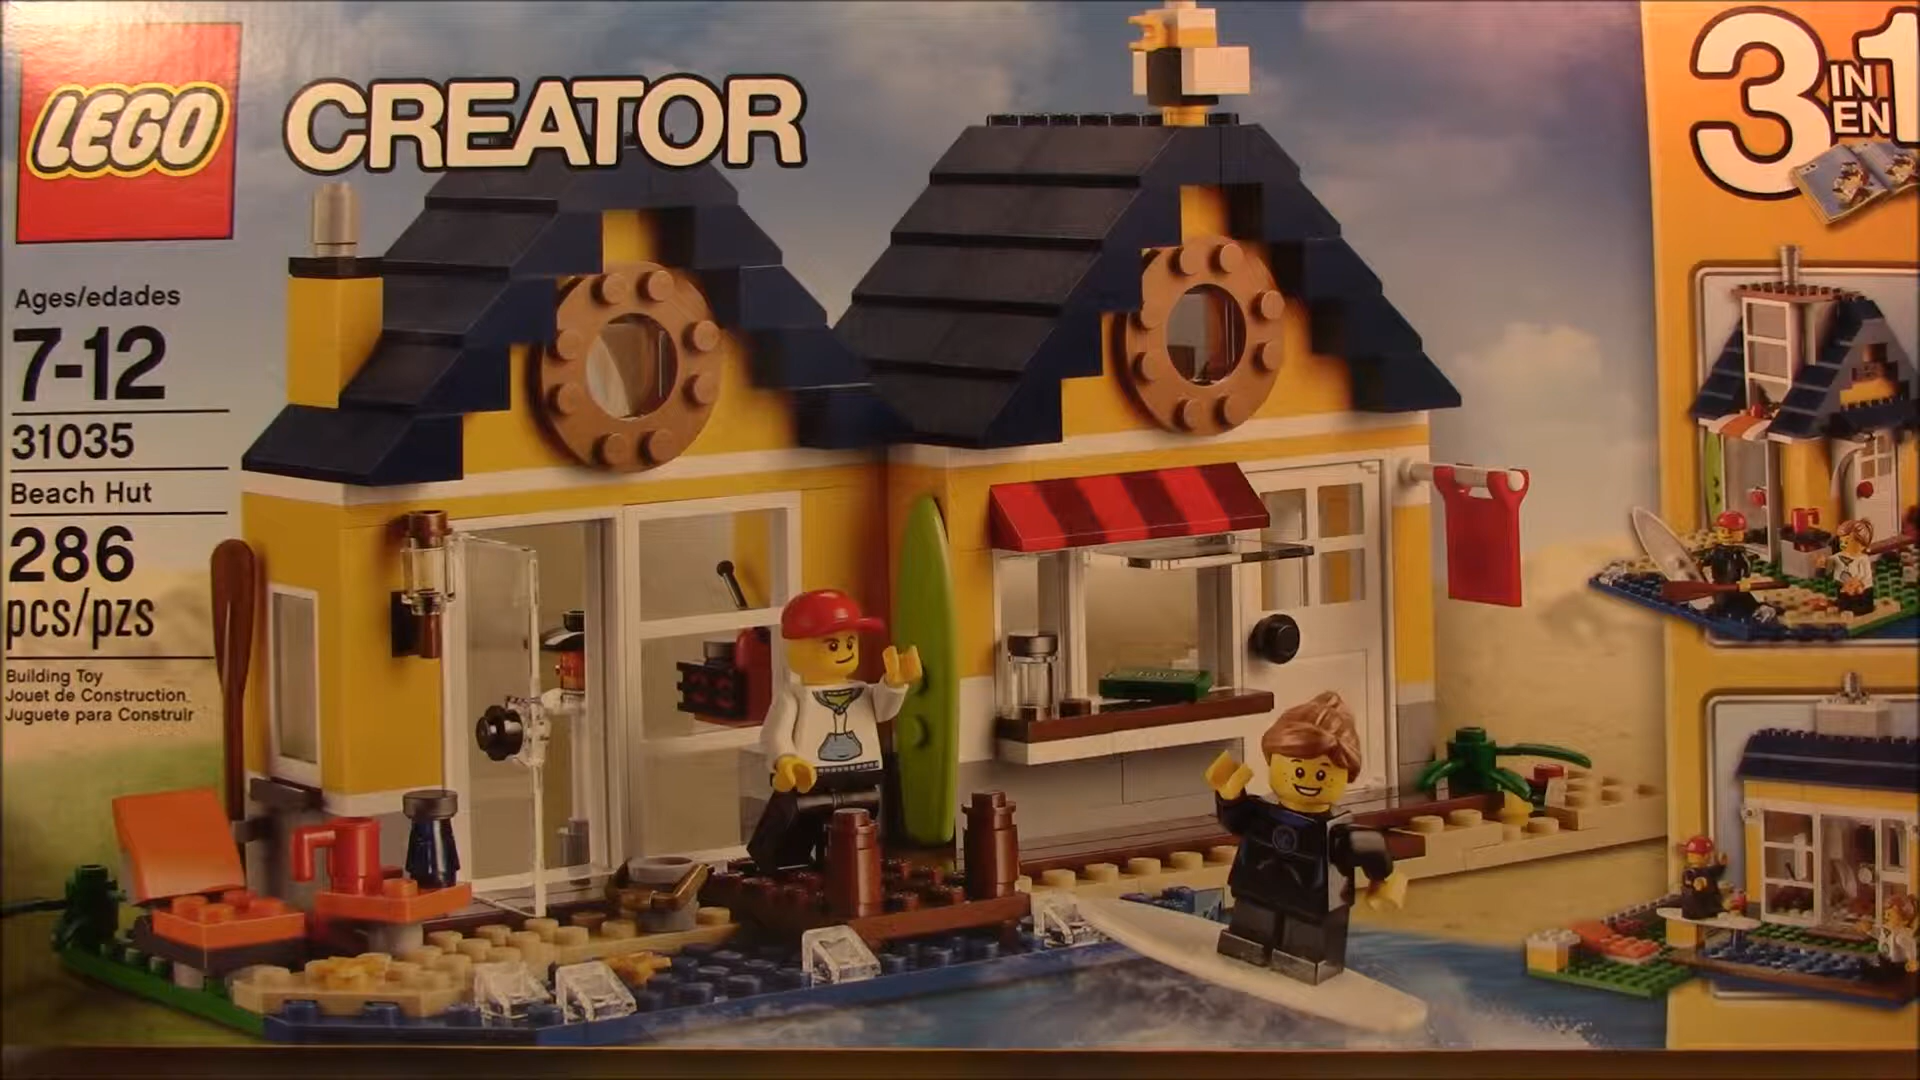 LEGO CREATOR
3 IN EN 1
Ages/edades
7-12
31035
Beach Hut
286
pcs/pzs
Building Toy
Jouet de Construction
Juguete para Construir